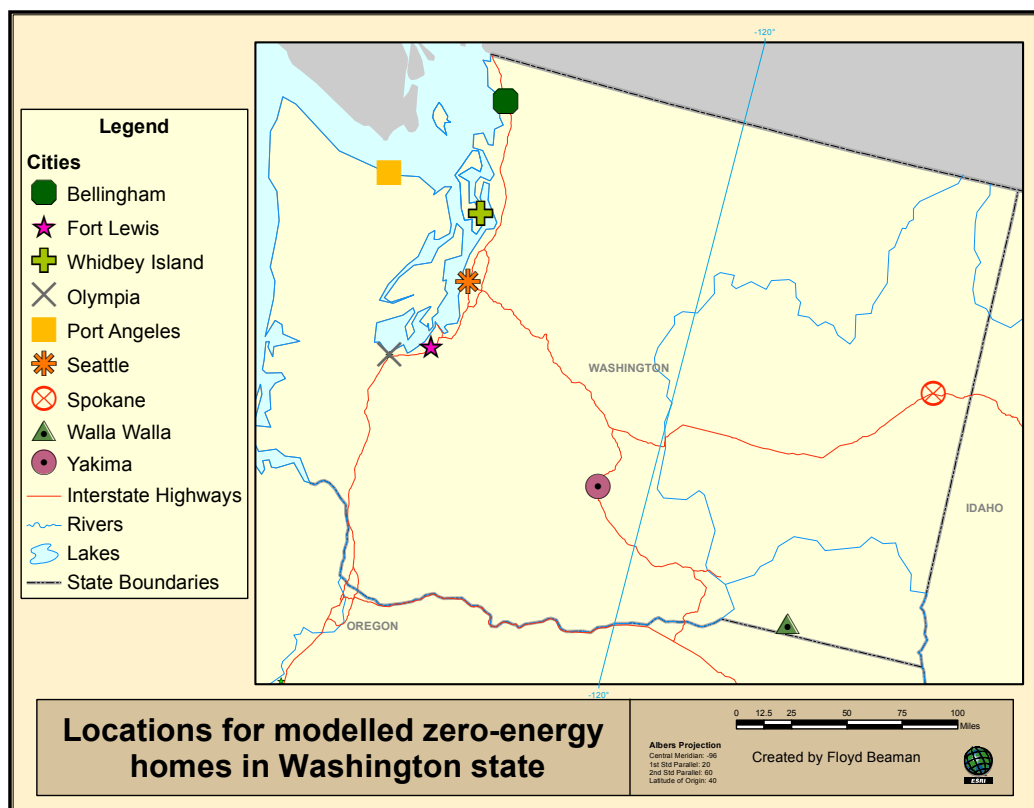 -120°
Legend
Cities
Bellingham
Fort Lewis
Whidbey Island
Olympia
Port Angeles
Seattle
Spokane
Walla Walla
Yakima
Interstate Highways
Rivers
Lakes
State Boundaries
WASHINGTON
IDAHO
OREGON
-120°
Locations for modelled zero-energy
homes in Washington state
0 12.5 25 50 75 100
Miles
Albers Projection
Central Meridian: -96
1st Std Parallel: 20
2nd Std Parallel: 60
Latitude of Origin: 40
Created by Floyd Beaman
ESRI